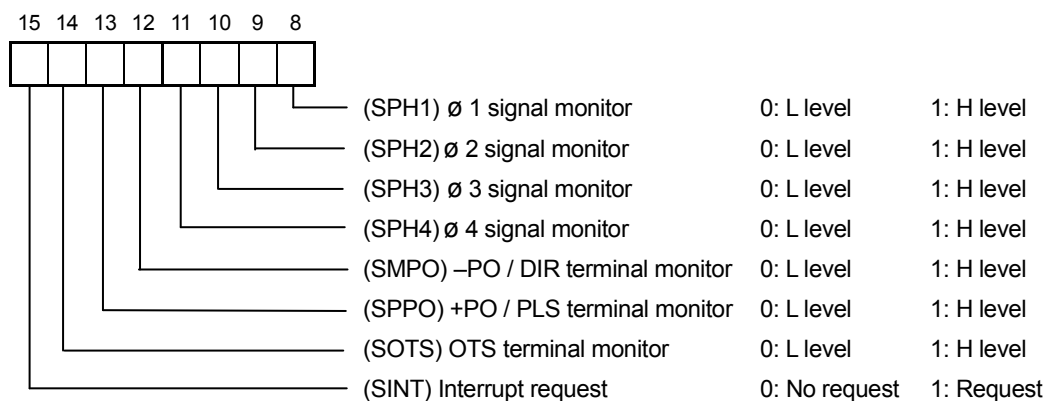 15 14 13 12 11 10 9 8
(SPH1) ø 1 signal monitor 0: L level 1: H level
(SPH2) ø 2 signal monitor 0: L level 1: H level
(SPH3) ø 3 signal monitor 0: L level 1: H level
(SPH4) ø 4 signal monitor 0: L level 1: H level
(SMPO) –PO / DIR terminal monitor 0: L level 1: H level
(SPPO) +PO / PLS terminal monitor 0: L level 1: H level
(SOTS) OTS terminal monitor 0: L level 1: H level
(SINT) Interrupt request 0: No request 1: Request